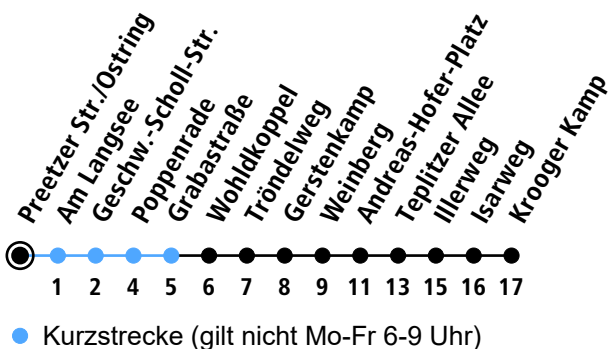 Preetzer Str./Ostring
Am Langsee
Geschw.-Scholl-Str.
Poppenrade
Grabastraße
Wohldkoppel
Tröndelweg
Gerstenkamp
Weinberg
Andreas-Hofer-Platz
Teplitzer Allee
Illerweg
Isarweg
Krooger Kamp
1 2 4 5 6 7 8 9 11 13 15 16 17
Kurzstrecke (gilt nicht Mo-Fr 6-9 Uhr)